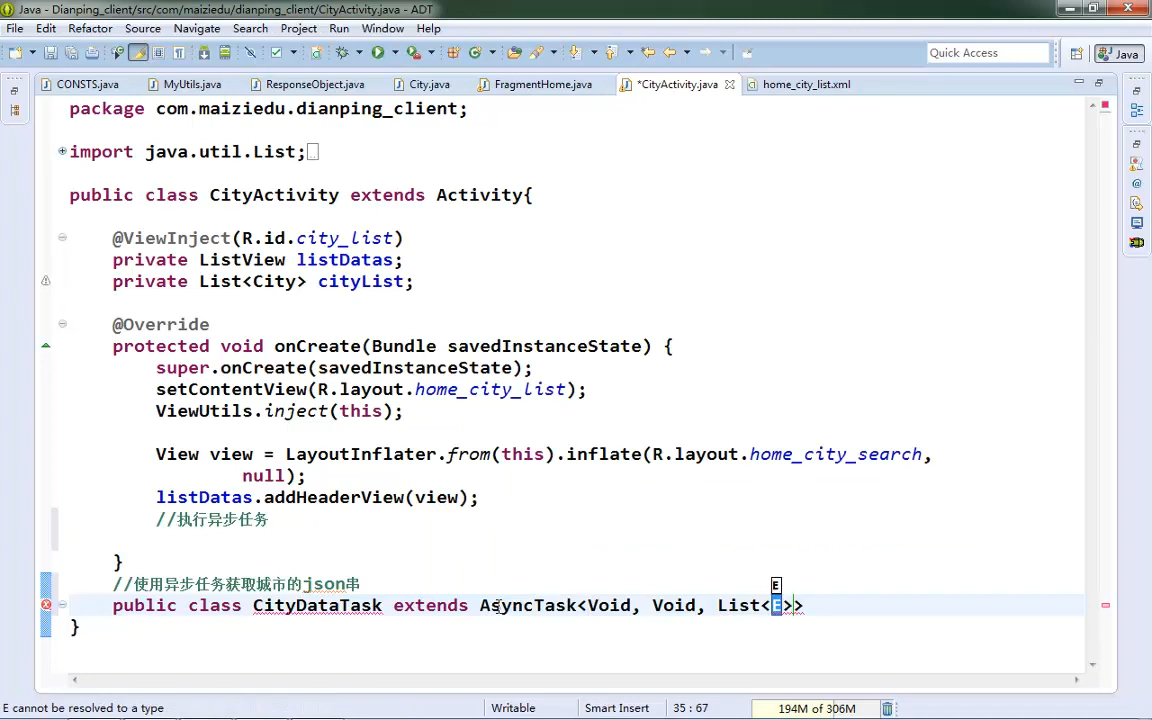 Java - Dianping_client/src/com/maiziedu/dianping_client/CityActivity.java - ADT
File Edit Refactor Source Navigate Search Project Run Window Help
Quick Access
Java
CONSTS.java MyUtils.java ResponseObject.java City.java FragmentHome.java *CityActivity.java home_city_list.xml
package com.maiziedu.dianping_client;
import java.util.List;
public class CityActivity extends Activity{
@ViewInject(R.id.city_list)
private ListView listDatas;
private List<City> cityList;
@Override
protected void onCreate(Bundle savedInstanceState) {
super.onCreate(savedInstanceState);
setContentView(R.layout.home_city_list);
ViewUtils.inject(this);
View view = LayoutInflater.from(this).inflate(R.layout.home_city_search,
null);
listDatas.addHeaderView(view);
//执行异步任务
}
//使用异步任务获取城市的json串
E
public class CityDataTask extends AsyncTask<Void, Void, List<E>>
}
E cannot be resolved to a type Writable Smart Insert 35 : 67 194M of 306M